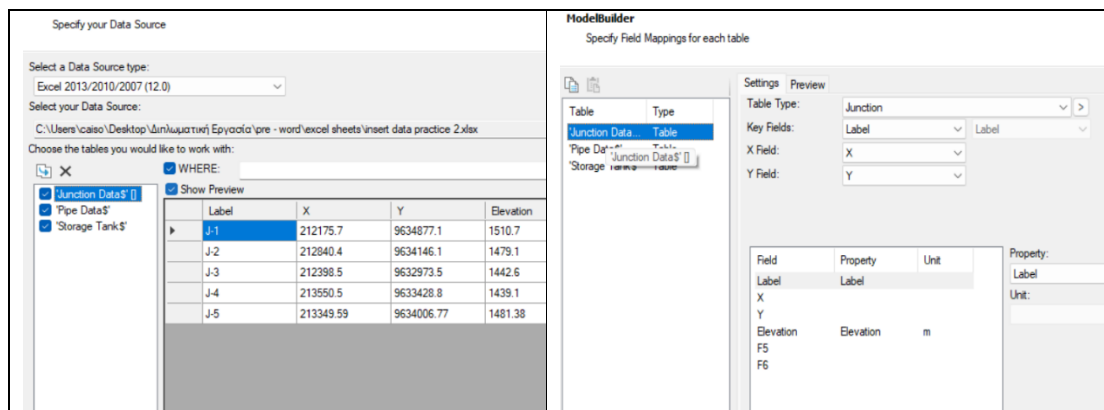 Specify your Data Source
Select a Data Source type:
Excel 2013/2010/2007 (12.0)
Select your Data Source:
C:\Users\caiso\Desktop\Διπλωματική Εργασία\pre - word\excel sheets\insert data practice 2.xlsx
Choose the tables you would like to work with:
WHERE:
'Junction Data$' []
'Pipe Data$'
'Storage Tank$'
Show Preview
Label X Y Elevation
J-1 212175.7 9634877.1 1510.7
J-2 212840.4 9634146.1 1479.1
J-3 212398.5 9632973.5 1442.6
J-4 213550.5 9633428.8 1439.1
J-5 213349.59 9634006.77 1481.38
ModelBuilder
Specify Field Mappings for each table
Table Type
'Junction Data... Table
'Pipe Table
'Junction Data$' []
'Storage Table
Settings Preview
Table Type: Junction >
Key Fields: Label Label
X Field: X
Y Field: Y
Field Property Unit
Label Label
X
Y
Elevation Elevation m
F5
F6
Property:
Label
Unit: